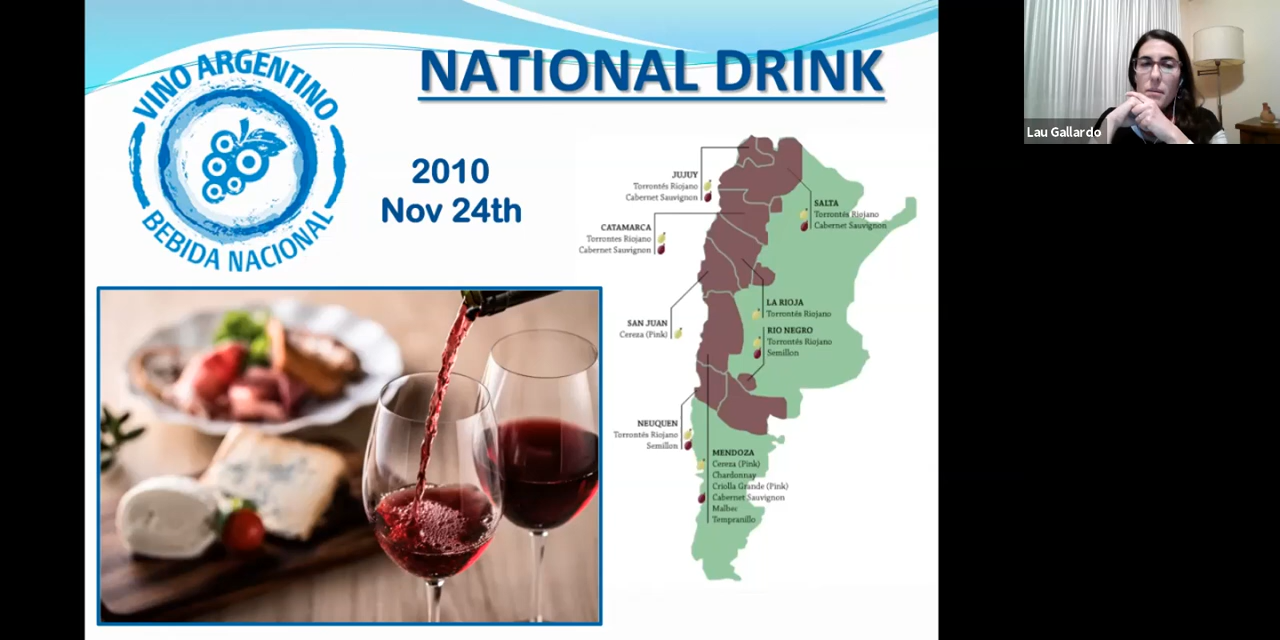 NATIONAL DRINK
VINO ARGENTINO
BEBIDA NACIONAL
2010
Nov 24th
JUJUY
Torrontés Riojano
Cabernet Sauvignon
SALTA
Torrontés Riojano
Cabernet Sauvignon
CATAMARCA
Torrontes Riojano
Cabernet Sauvignon
LA RIOJA
Torrontés Riojano
SAN JUAN
Cereza (Pink)
RIO NEGRO
Torrontés Riojano
Semillon
NEUQUEN
Torrontés Riojano
Semillon
MENDOZA
Cereza (Pink)
Chardonnay
Criolla Grande (Pink)
Cabernet Sauvignon
Malbec
Tempranillo
Lau Gallardo